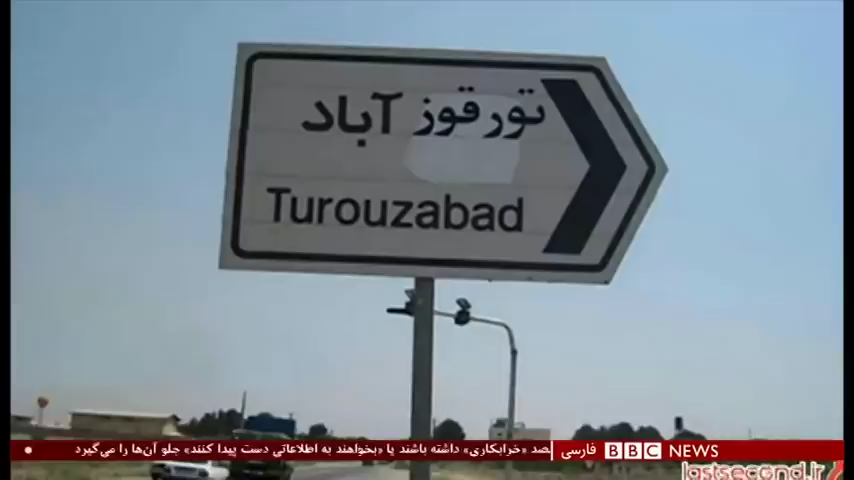 تورقوز آباد
Turouzabad
قصد «خرابکاری» داشته باشند یا «بخواهند به اطلاعاتی دست پیدا کنند» جلو آن‌ها را می‌گیرد
فارسی BBC NEWS
lastsecond.ir